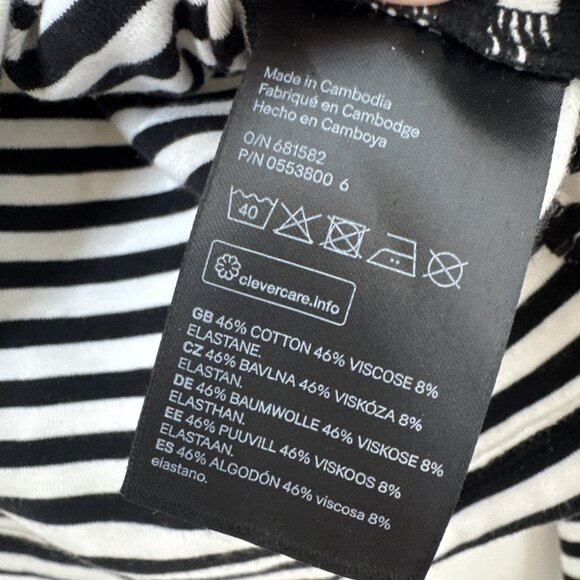 Made in Cambodia
Fabriqué en Cambodge
Hecho en Camboya
O/N 681582
P/N 0553800 6
40
clevercare.info
GB 46% COTTON 46% VISCOSE 8%
ELASTANE.
CZ 46% BAVLNA 46% VISKÓZA 8%
ELASTAN.
DE 46% BAUMWOLLE 46% VISKOSE 8%
ELASTHAN.
EE 46% PUUVILL 46% VISKOOS 8%
ELASTAAN.
ES 46% ALGODÓN 46% viscosa 8%
elastano.